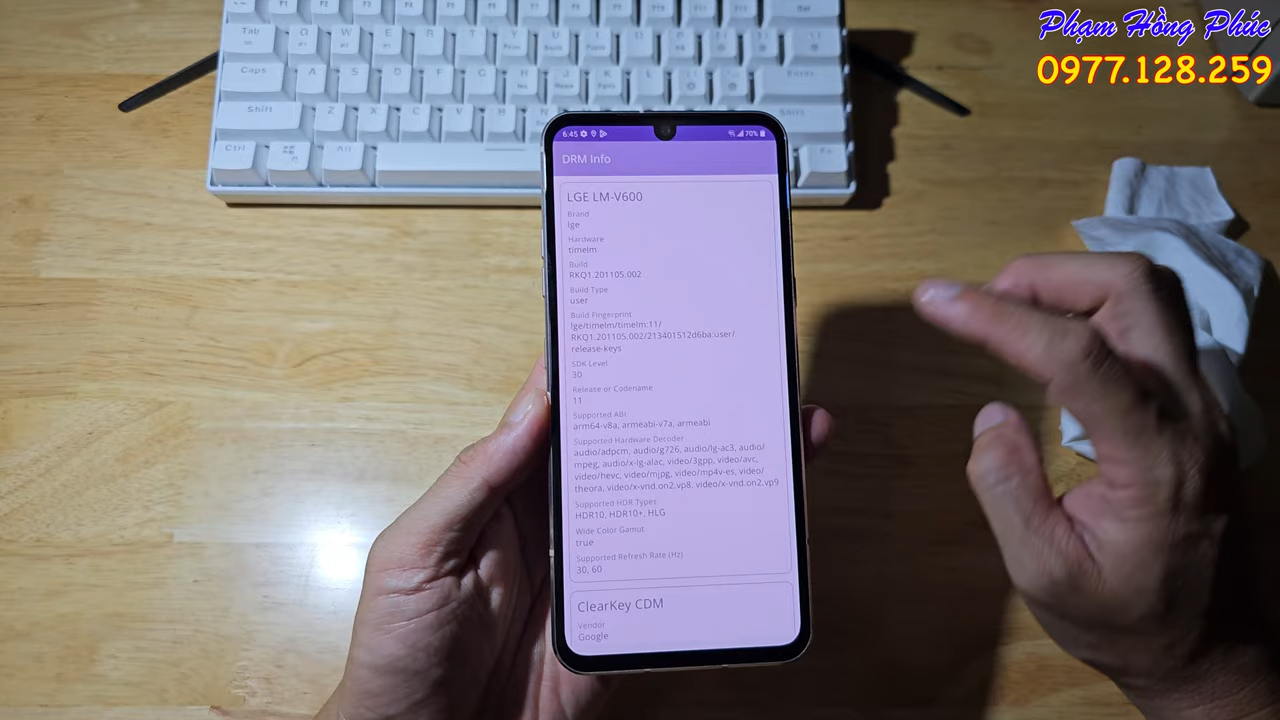 Phạm Hồng Phúc
0977.128.259
Tab
Caps
Shift
Ctrl
Alt
6:45
70%
DRM Info
LGE LM-V600
Brand
lge
Hardware
timelm
Build
RKQ1.201105.002
Build Type
user
Build Fingerprint
lge/timelm/timelm:11/
RKQ1.201105.002/213401512d6ba:user/
release-keys
SDK Level
30
Release or Codename
11
Supported ABI
arm64-v8a, armeabi-v7a, armeabi
Supported Hardware Decoder
audio/adpcm, audio/g726, audio/lg-ac3, audio/
mpeg, audio/x-lg-alac, video/3gpp, video/avc,
video/hevc, video/mjpg, video/mp4v-es, video/
theora, video/x-vnd.on2.vp8, video/x-vnd.on2.vp9
Supported HDR Types
HDR10, HDR10+, HLG
Wide Color Gamut
true
Supported Refresh Rate (Hz)
30, 60
ClearKey CDM
Vendor
Google